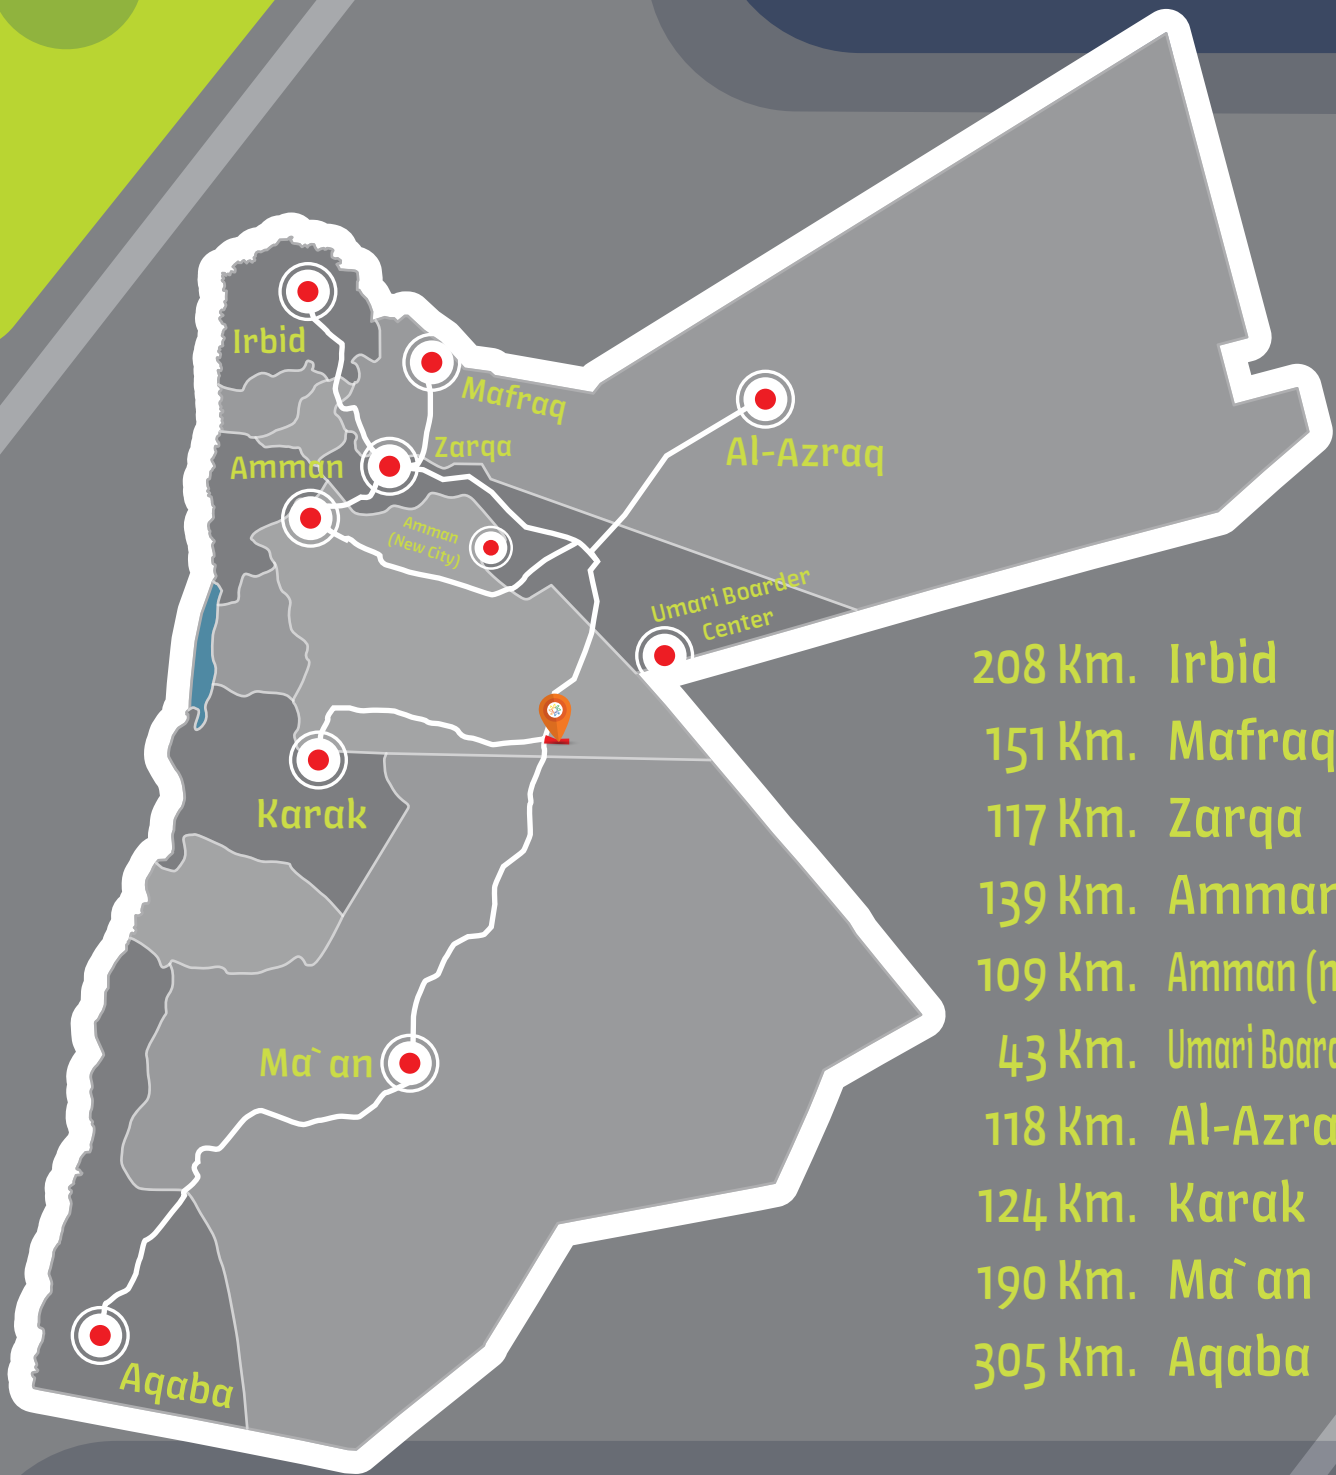 Irbid
Mafraq
Zarqa
Amman
Al-Azraq
Amman
(New City)
Umari Boarder
Center
Karak
Ma`an
Aqaba
208 Km. Irbid
151 Km. Mafraq
117 Km. Zarqa
139 Km. Amman
109 Km. Amman (n
43 Km. Umari Board
118 Km. Al-Azra
124 Km. Karak
190 Km. Ma`an
305 Km. Aqaba